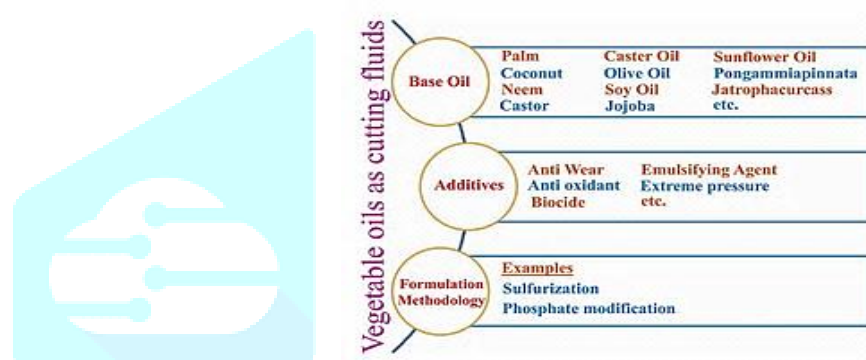 Vegetable oils as cutting fluids
Base Oil
Palm Caster Oil Sunflower Oil
Coconut Olive Oil Pongammiapinnata
Neem Soy Oil Jatrophacurcass
Castor Jojoba etc.
Additives
Anti Wear Emulsifying Agent
Anti oxidant Extreme pressure
Biocide etc.
Formulation
Methodology
Examples
Sulfurization
Phosphate modification